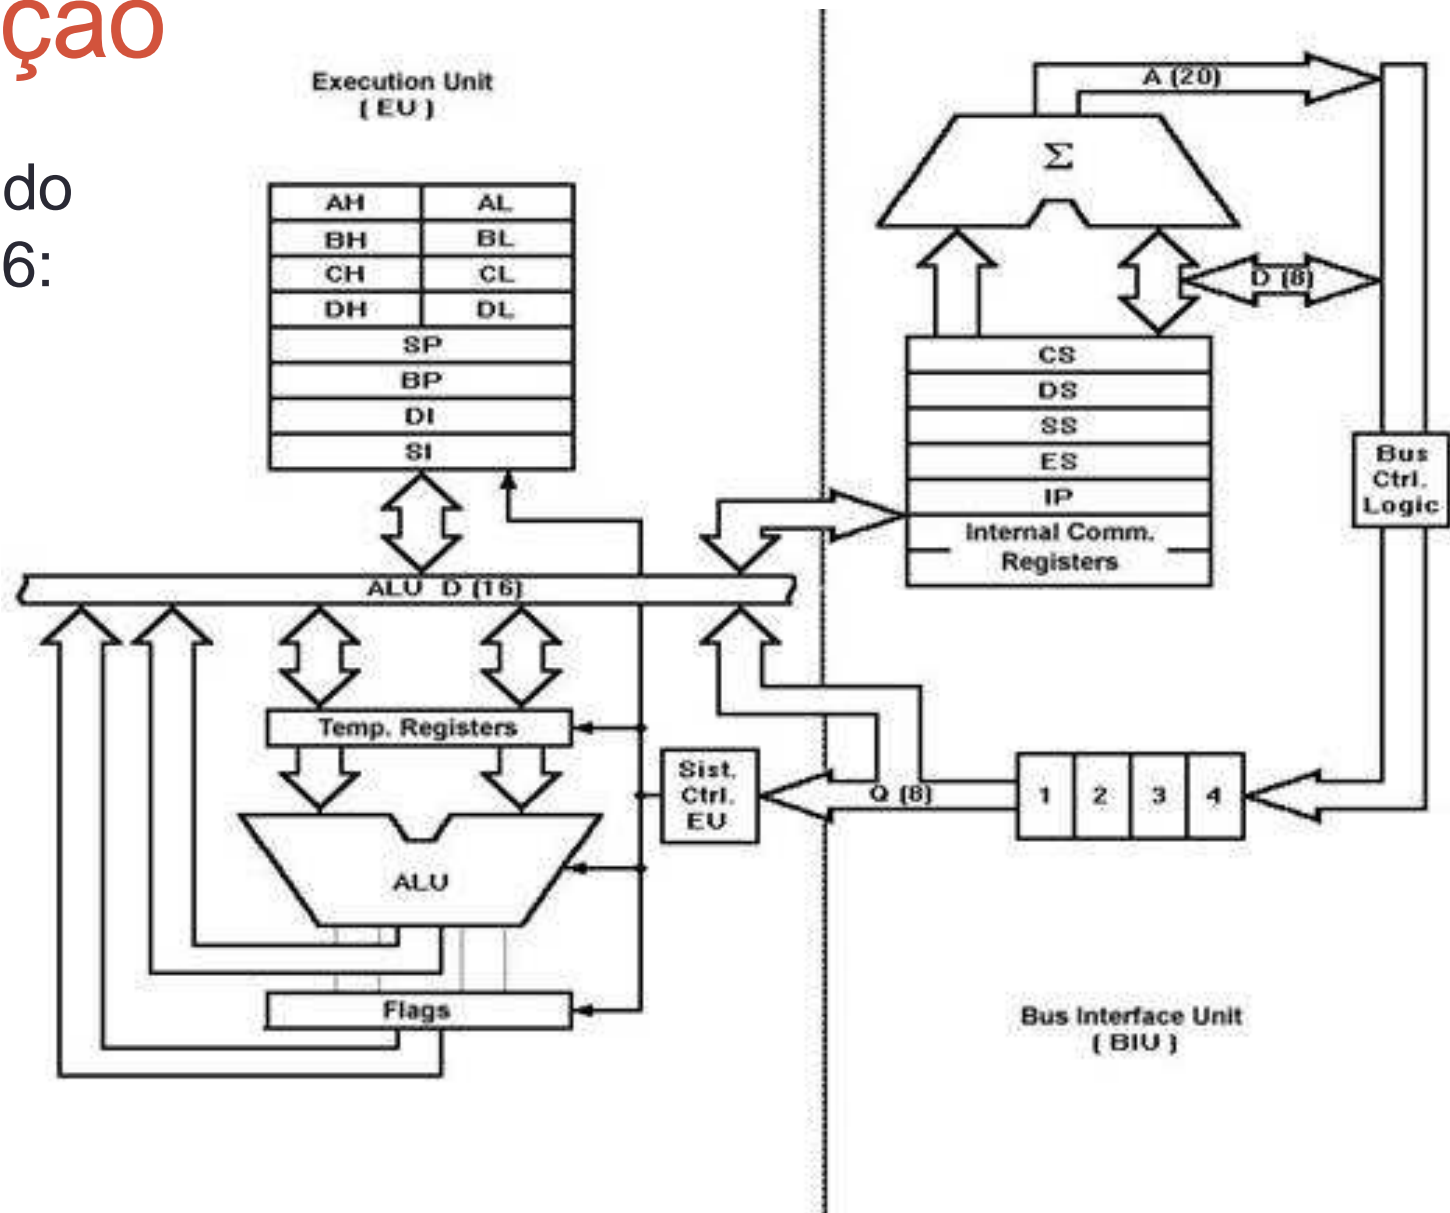 ção
do
6:
Execution Unit
( EU )
AH AL
BH BL
CH CL
DH DL
SP
BP
DI
SI
ALU D (16)
Temp. Registers
ALU
Flags
Sist.
Ctrl.
EU
A (20)
Σ
D (8)
CS
DS
SS
ES
IP
Internal Comm.
Registers
Bus
Ctrl.
Logic
Q (8)
1 2 3 4
Bus Interface Unit
( BIU )